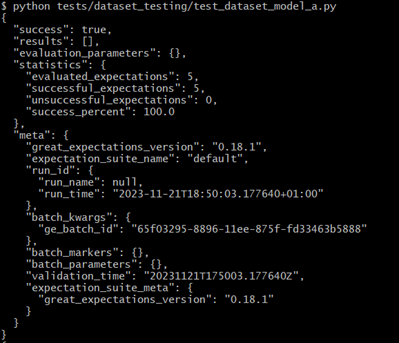 $ python tests/dataset_testing/test_dataset_model_a.py
{
  "success": true,
  "results": [],
  "evaluation_parameters": {},
  "statistics": {
    "evaluated_expectations": 5,
    "successful_expectations": 5,
    "unsuccessful_expectations": 0,
    "success_percent": 100.0
  },
  "meta": {
    "great_expectations_version": "0.18.1",
    "expectation_suite_name": "default",
    "run_id": {
      "run_name": null,
      "run_time": "2023-11-21T18:50:03.177640+01:00"
    },
    "batch_kwargs": {
      "ge_batch_id": "65f03295-8896-11ee-875f-fd33463b5888"
    },
    "batch_markers": {},
    "batch_parameters": {},
    "validation_time": "20231121T175003.177640Z",
    "expectation_suite_meta": {
      "great_expectations_version": "0.18.1"
    }
  }
}